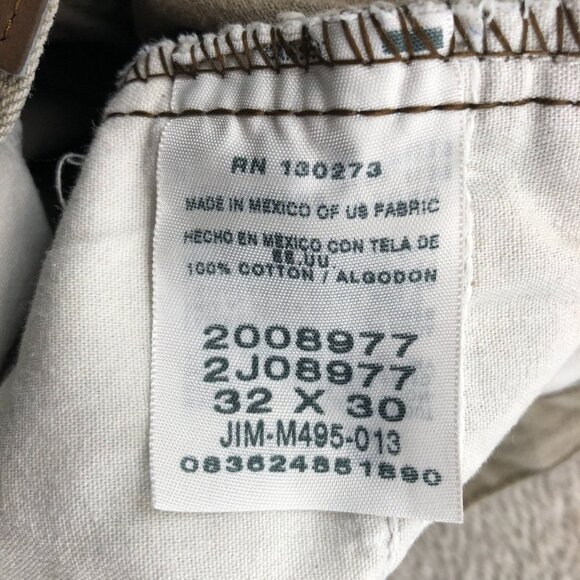 RN 130273
MADE IN MEXICO OF US FABRIC
HECHO EN MEXICO CON TELA DE
EE.UU
100% COTTON / ALGODON
2008977
2J08977
32 X 30
JIM-M495-013
083624851890